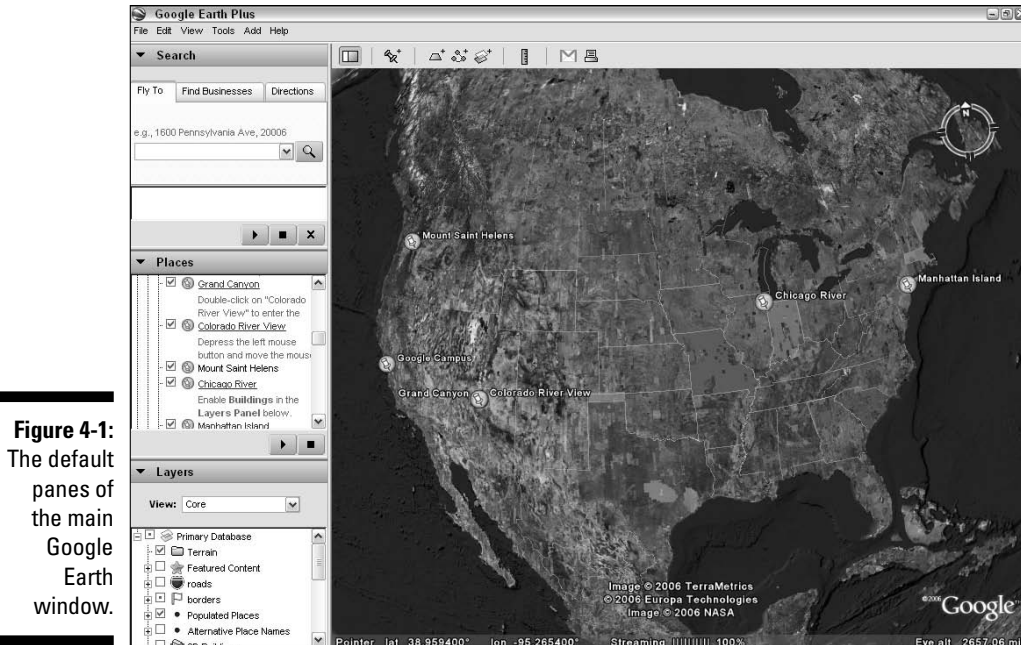 Google Earth Plus
File Edit View Tools Add Help
Search
Fly To Find Businesses Directions
e.g., 1600 Pennsylvania Ave, 20006
Places
Grand Canyon
Double-click on "Colorado
River View" to enter the
Colorado River View
Depress the left mouse
button and move the mous
Mount Saint Helens
Chicago River
Enable Buildings in the
Layers Panel below.
Manhattan Island
Layers
View: Core
Primary Database
Terrain
Featured Content
roads
borders
Populated Places
Alternative Place Names
Mount Saint Helens
Manhattan Island
Chicago River
Google Campus
Grand Canyon Colorado River View
Image © 2006 TerraMetrics
© 2006 Europa Technologies
Image © 2006 NASA
©2006 Google
Pointer lat 38.959400° lon -95.265400° Streaming ||||||||| 100% Eye alt 2657.06 mi
N
Figure 4-1:
The default
panes of
the main
Google
Earth
window.